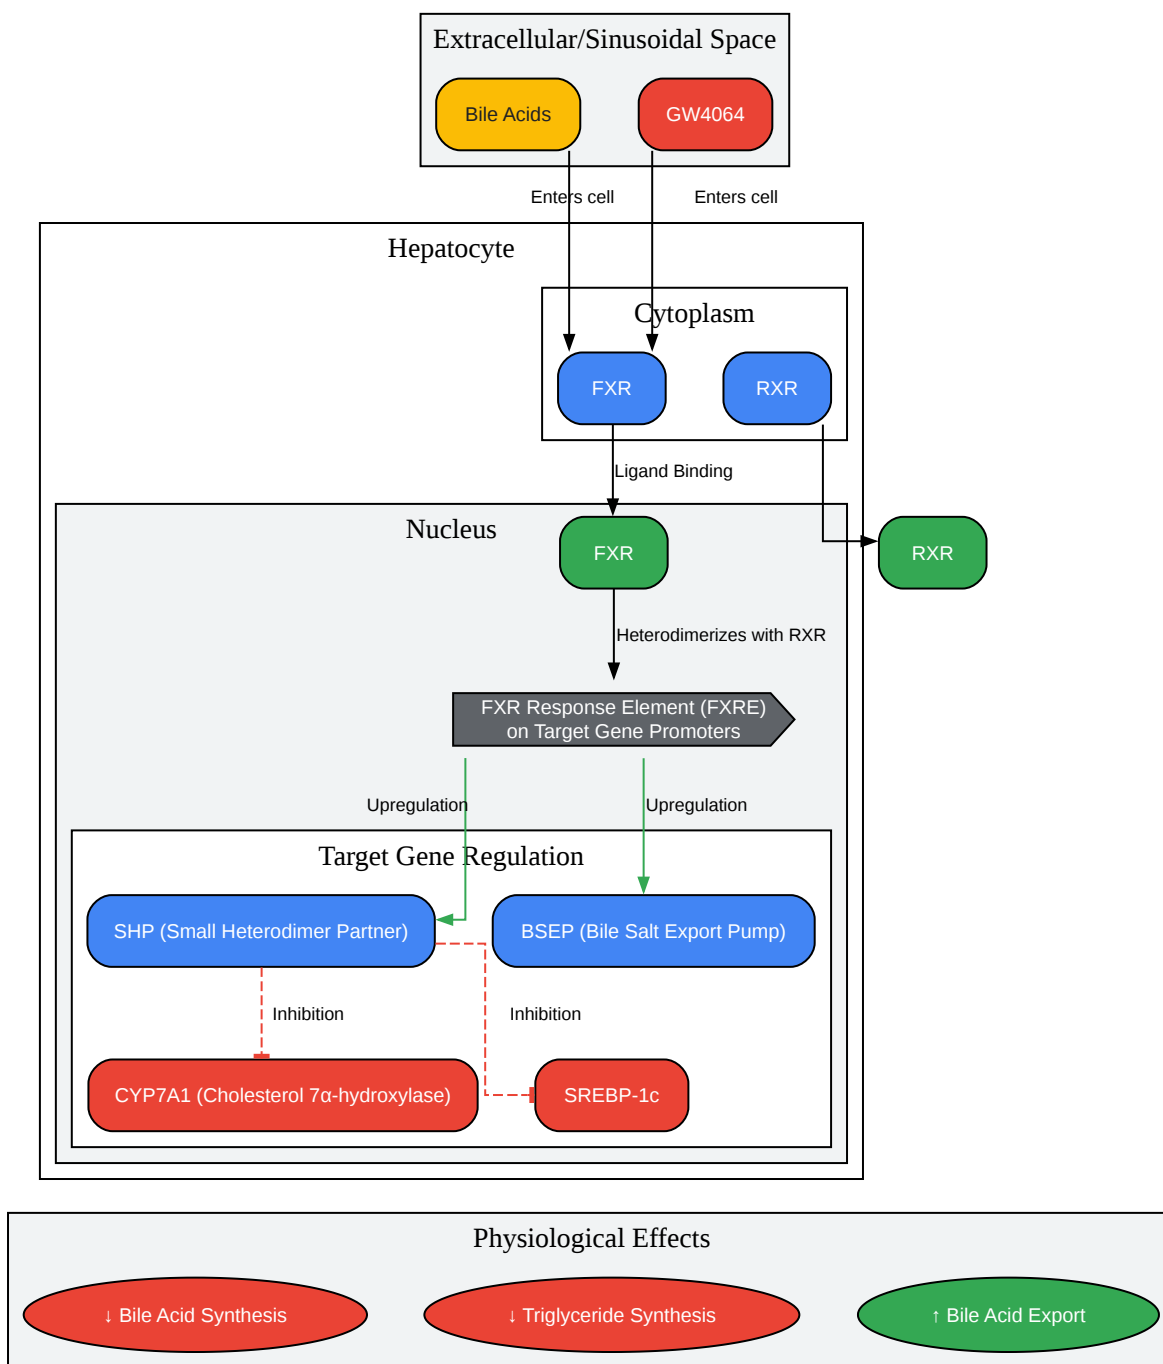 Extracellular/Sinusoidal Space
Bile Acids
GW4064
Enters cell
Enters cell
Hepatocyte
Cytoplasm
FXR
RXR
Ligand Binding
Nucleus
FXR
RXR
Heterodimerizes with RXR
FXR Response Element (FXRE)
on Target Gene Promoters
Upregulation
Upregulation
Target Gene Regulation
SHP (Small Heterodimer Partner)
BSEP (Bile Salt Export Pump)
Inhibition
Inhibition
CYP7A1 (Cholesterol 7α-hydroxylase)
SREBP-1c
Physiological Effects
↓ Bile Acid Synthesis
↓ Triglyceride Synthesis
↑ Bile Acid Export